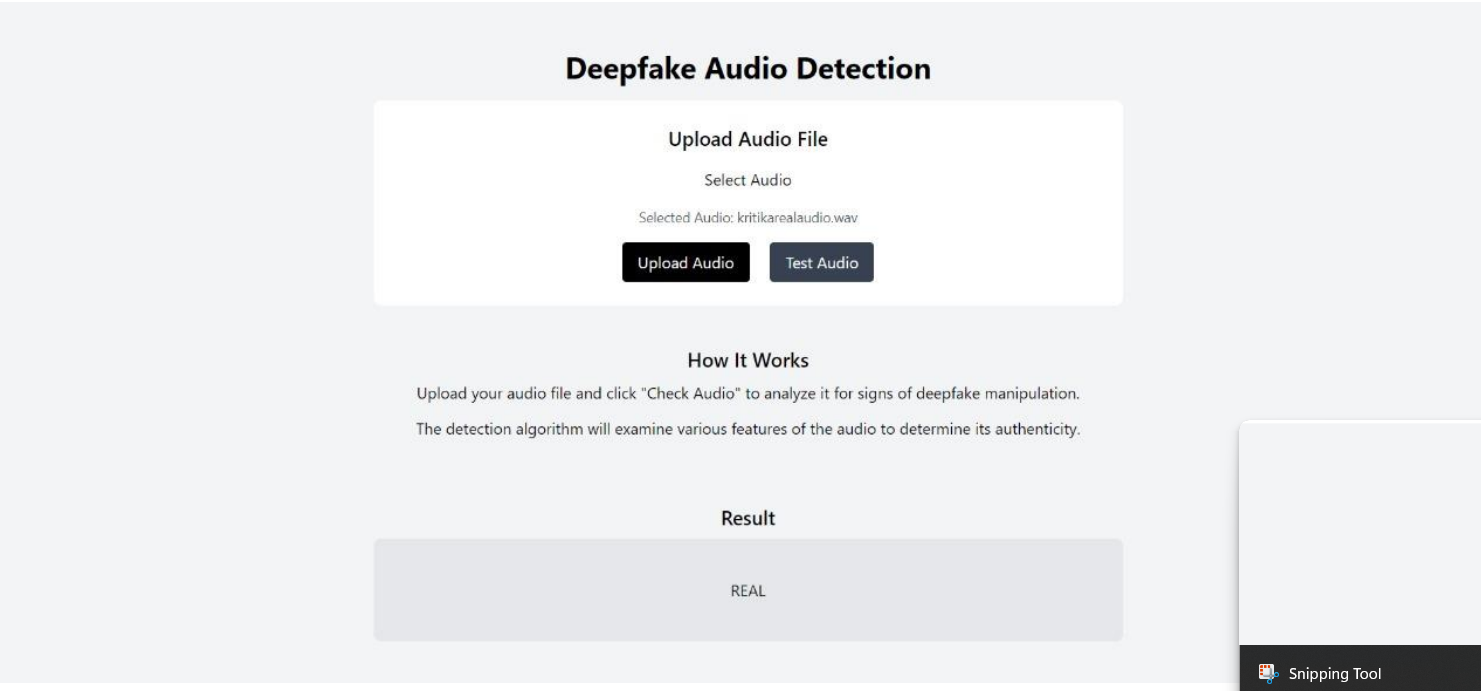 Deepfake Audio Detection
Upload Audio File
Select Audio
Selected Audio: kritikarealaudio.wav
Upload Audio Test Audio
How It Works
Upload your audio file and click "Check Audio" to analyze it for signs of deepfake manipulation.
The detection algorithm will examine various features of the audio to determine its authenticity.
Result
REAL
Snipping Tool